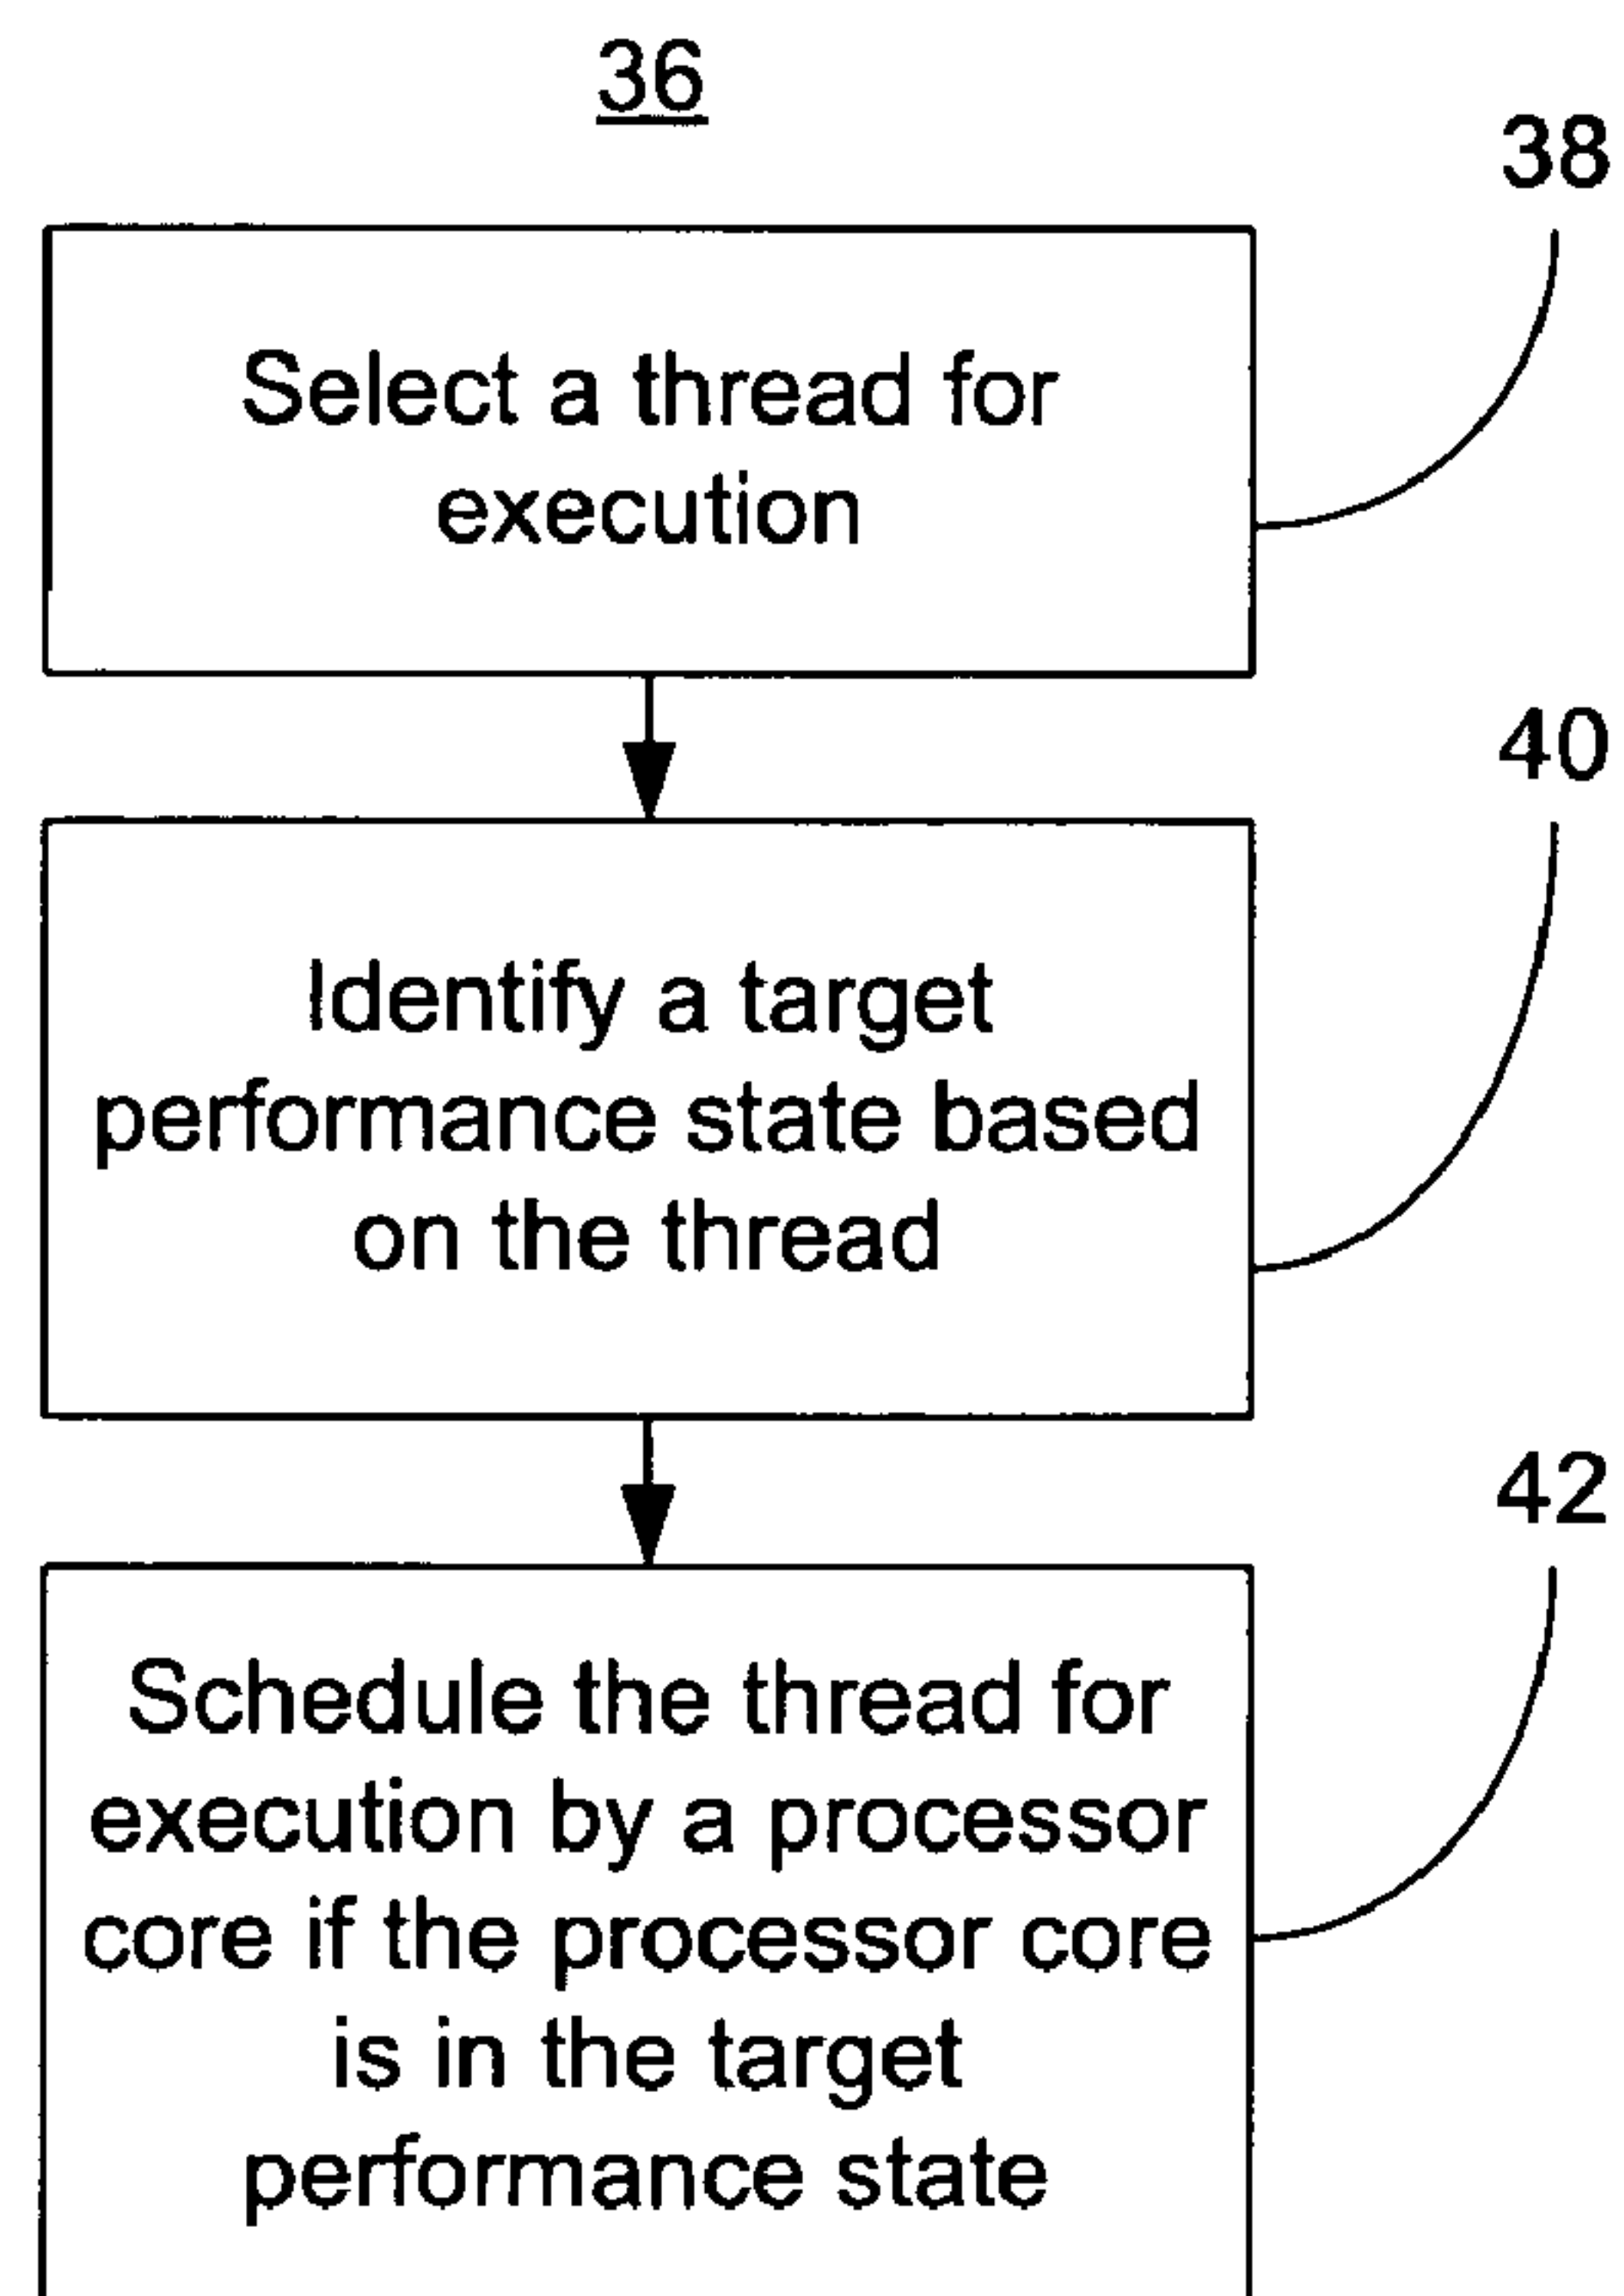 36
38
Select a thread for
execution
40
Identify a target
performance state based
on the thread
42
Schedule the thread for
execution by a processor
core if the processor core
is in the target
performance state